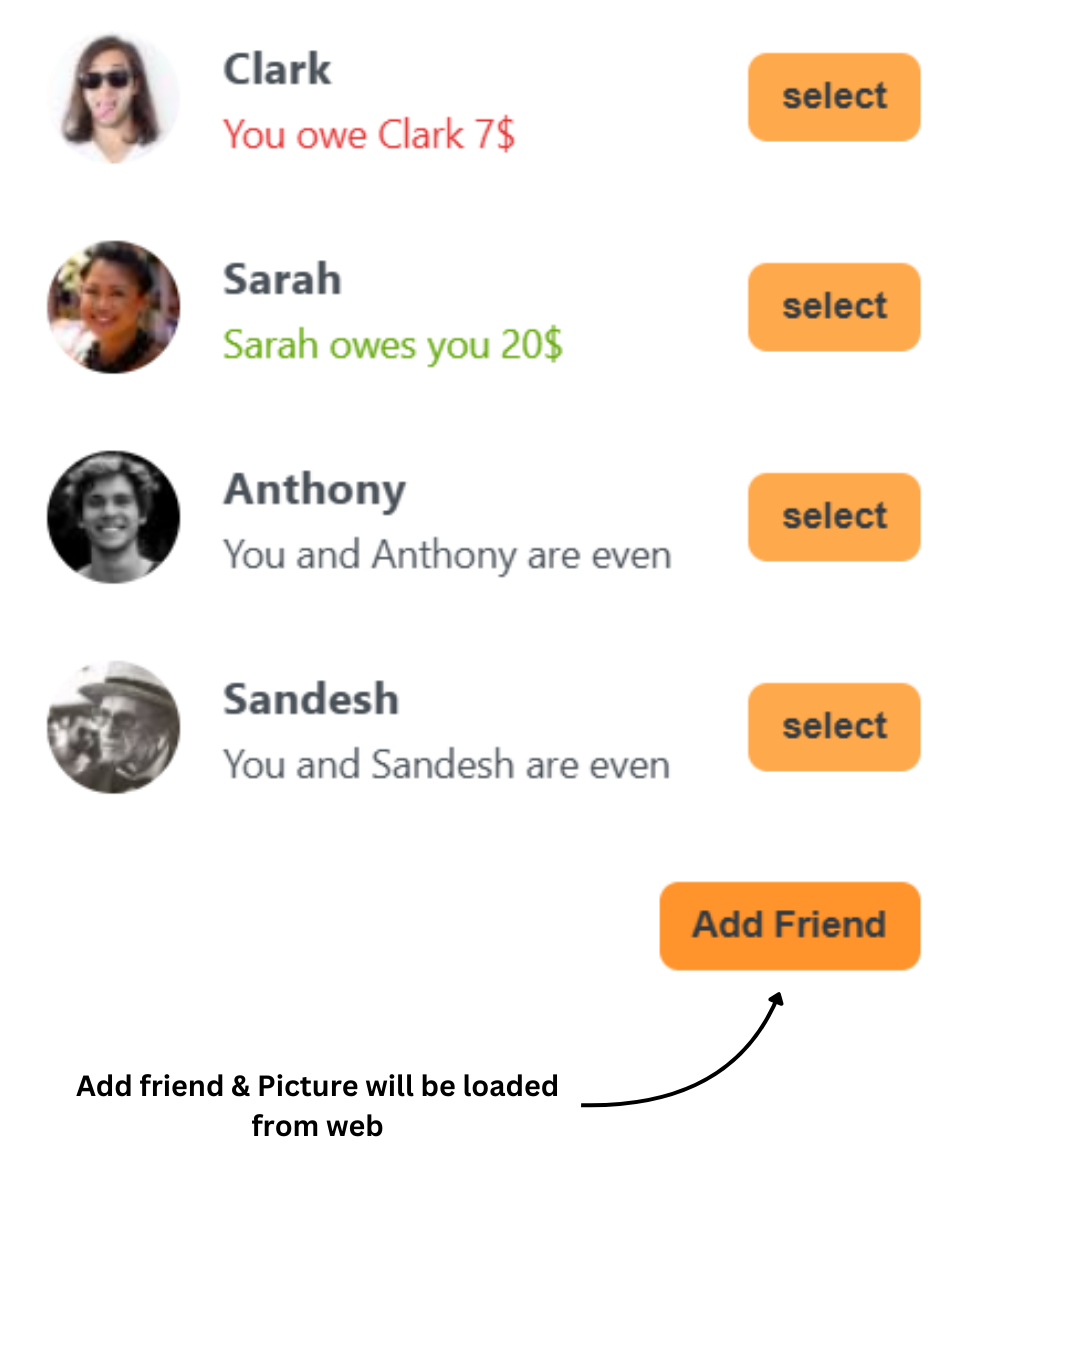 Clark
select
You owe Clark 7$
Sarah
select
Sarah owes you 20$
Anthony
select
You and Anthony are even
Sandesh
select
You and Sandesh are even
Add Friend
Add friend & Picture will be loaded
from web